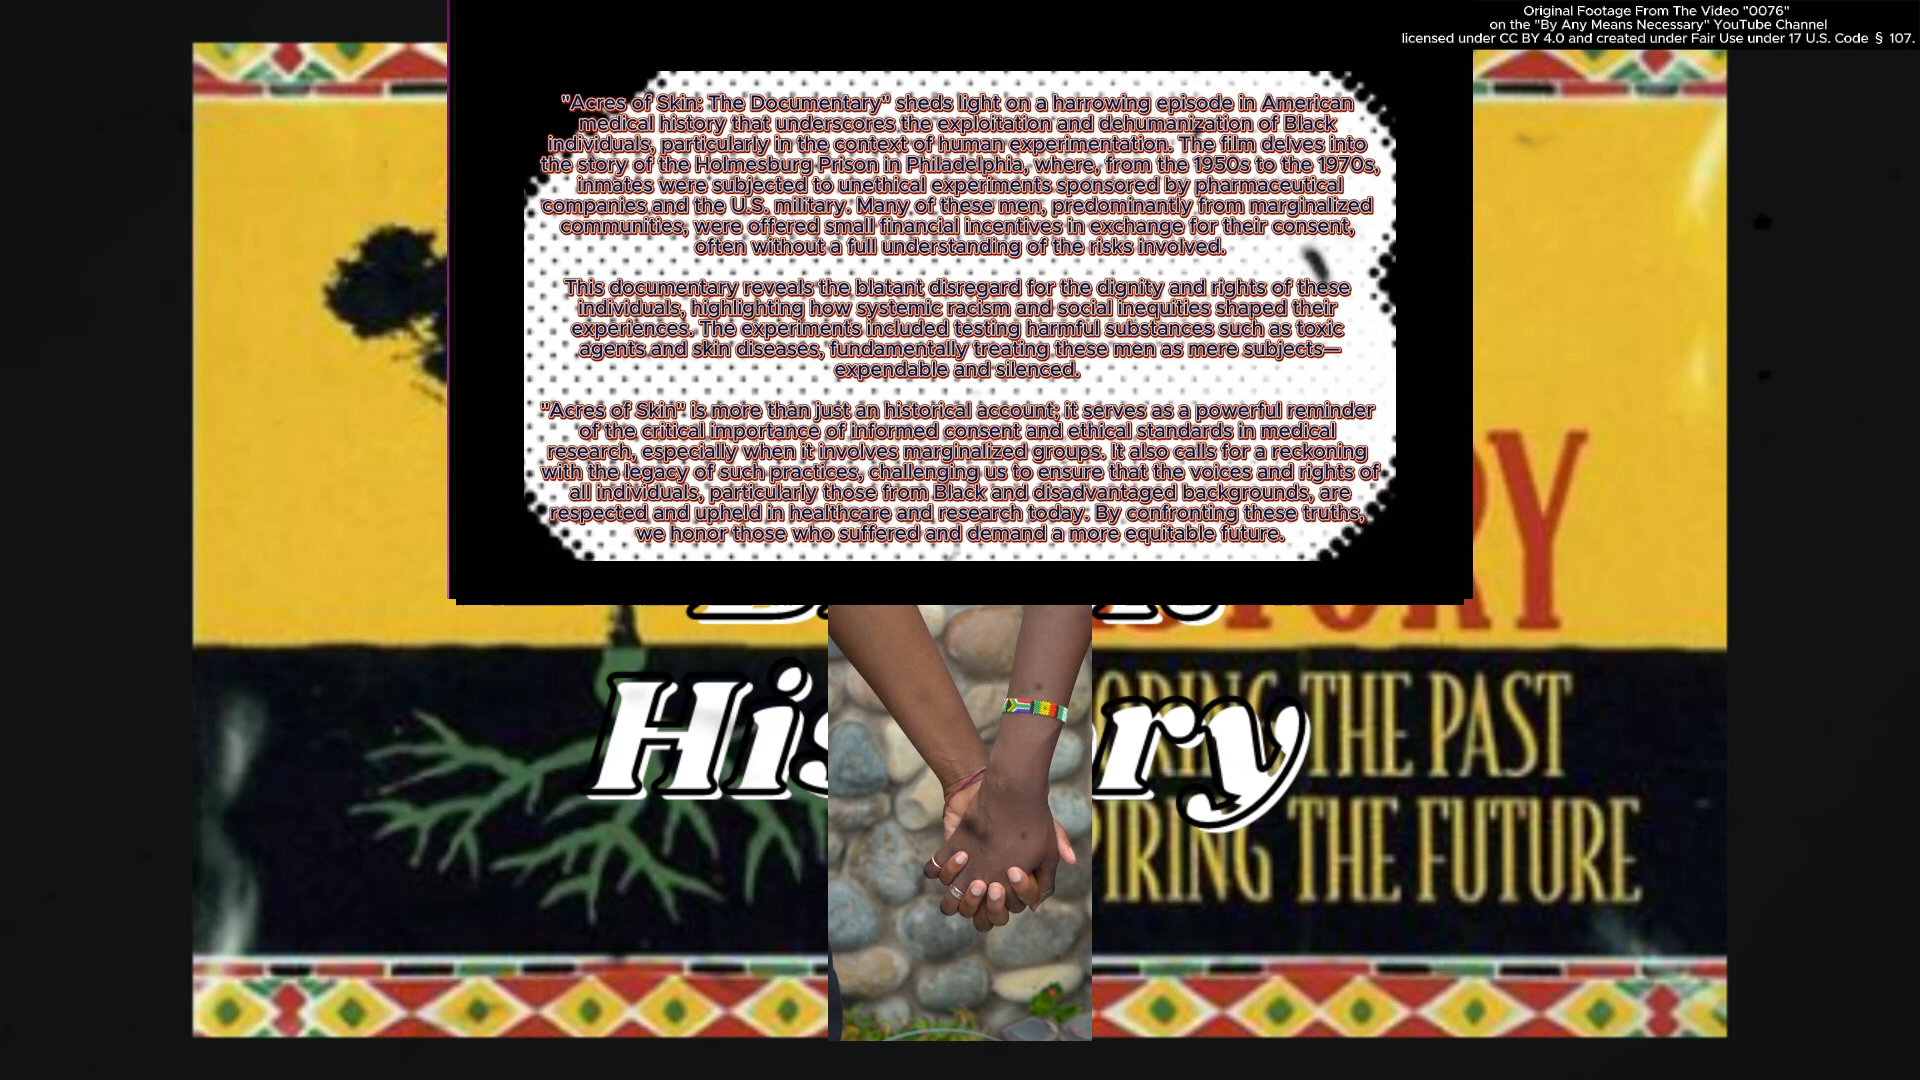 Original Footage From The Video "0076"
on the "By Any Means Necessary" YouTube Channel
licensed under CC BY 4.0 and created under Fair Use under 17 U.S. Code § 107.
"Acres of Skin: The Documentary" sheds light on a harrowing episode in American
medical history that underscores the exploitation and dehumanization of Black
individuals, particularly in the context of human experimentation. The film delves into
the story of the Holmesburg Prison in Philadelphia, where, from the 1950s to the 1970s,
inmates were subjected to unethical experiments sponsored by pharmaceutical
companies and the U.S. military. Many of these men, predominantly from marginalized
communities, were offered small financial incentives in exchange for their consent,
often without a full understanding of the risks involved.
This documentary reveals the blatant disregard for the dignity and rights of these
individuals, highlighting how systemic racism and social inequities shaped their
experiences. The experiments included testing harmful substances such as toxic
agents and skin diseases, fundamentally treating these men as mere subjects—
expendable and silenced.
"Acres of Skin" is more than just an historical account; it serves as a powerful reminder
of the critical importance of informed consent and ethical standards in medical
research, especially when it involves marginalized groups. It also calls for a reckoning
with the legacy of such practices, challenging us to ensure that the voices and rights of
all individuals, particularly those from Black and disadvantaged backgrounds, are
respected and upheld in healthcare and research today. By confronting these truths,
we honor those who suffered and demand a more equitable future.
THE PAST
THE FUTURE